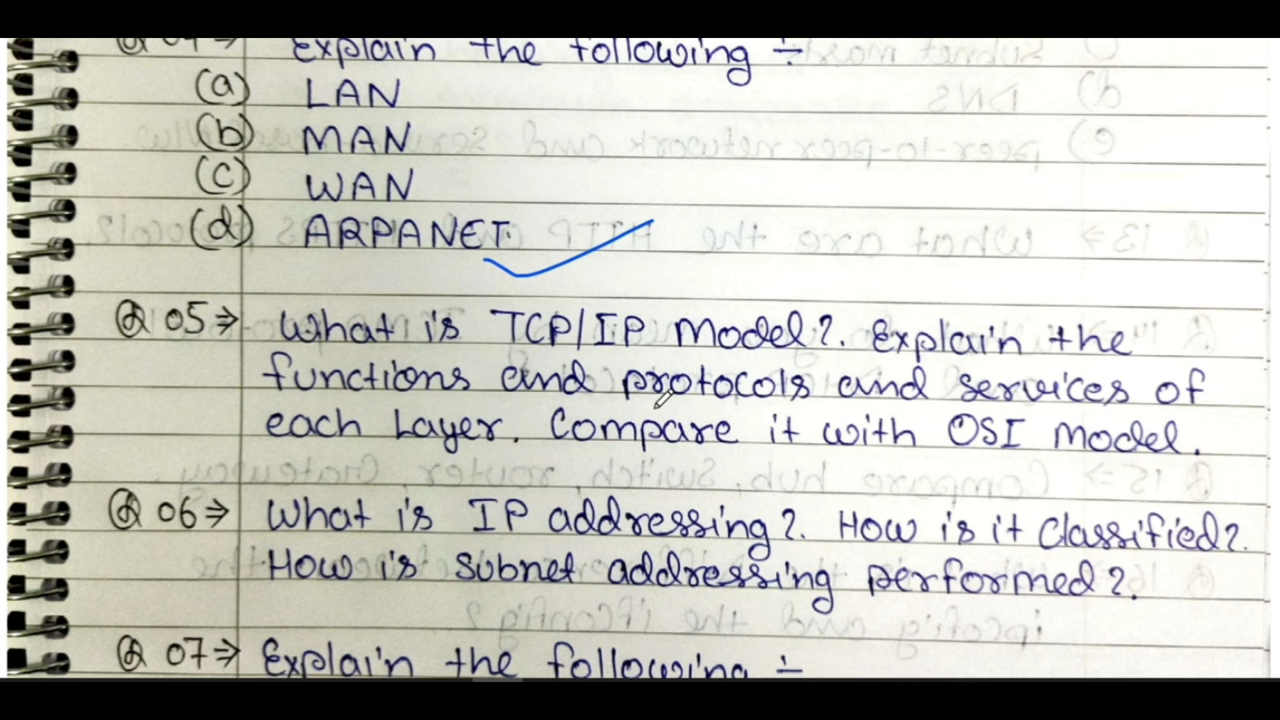 Q 04⇒ Explain the following ÷
(a) LAN
(b) MAN
(c) WAN
(d) ARPANET.
Q 05⇒ What is TCP/IP Model?. Explain the
functions and protocols and services of
each Layer. Compare it with OSI Model.
Q 06⇒ What is IP addressing?. How is it Classified?.
How is subnet addressing performed?.
Q 07⇒ Explain the following ÷